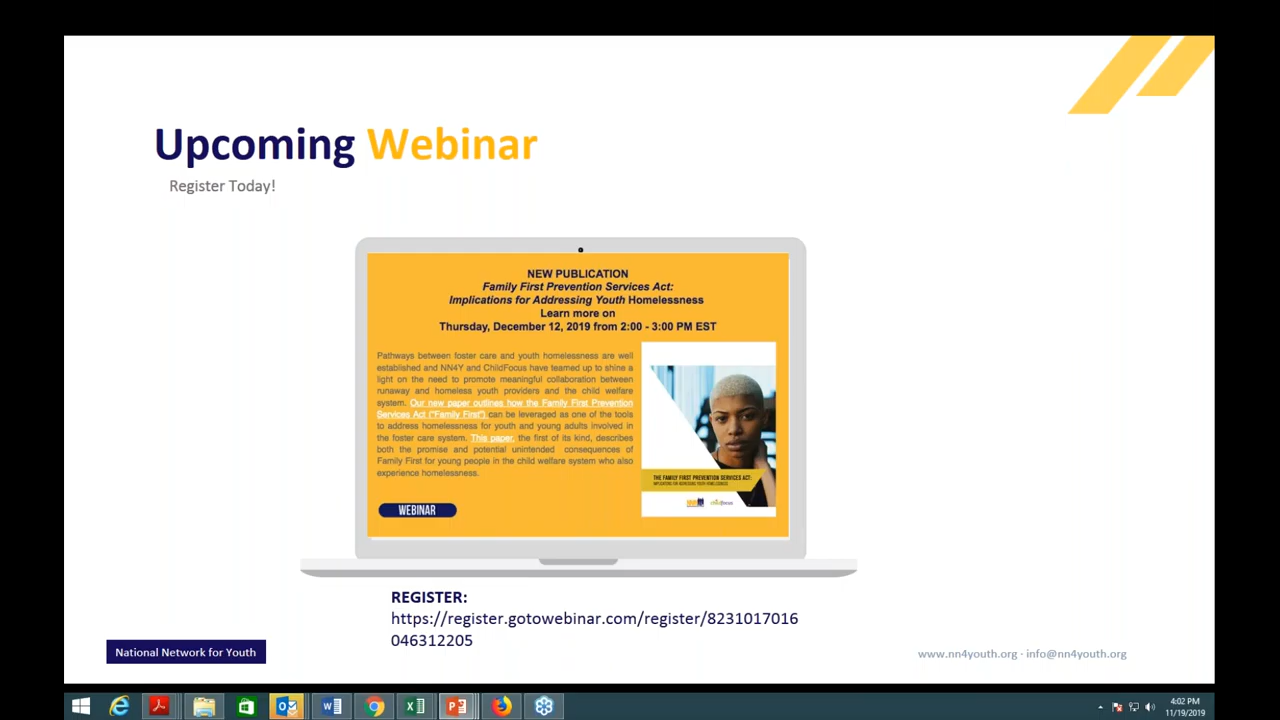 Upcoming Webinar
Register Today!
NEW PUBLICATION
Family First Prevention Services Act:
Implications for Addressing Youth Homelessness
Learn more on
Thursday, December 12, 2019 from 2:00 - 3:00 PM EST
Pathways between foster care and youth homelessness are well
established and NN4Y and ChildFocus have teamed up to shine a
light on the need to promote meaningful collaboration between
runaway and homeless youth providers and the child welfare
system. Our new paper outlines how the Family First Prevention
Services Act ("Family First") can be leveraged as one of the tools
to address homelessness for youth and young adults involved in
the foster care system. This paper, the first of its kind, describes
both the promise and potential unintended consequences of
Family First for young people in the child welfare system who also
experience homelessness.
THE FAMILY FIRST PREVENTION SERVICES ACT:
IMPLICATIONS FOR ADDRESSING YOUTH HOMELESSNESS
childfocus
WEBINAR
REGISTER:
https://register.gotowebinar.com/register/8231017016
046312205
National Network for Youth
www.nn4youth.org · info@nn4youth.org
4:02 PM
11/19/2019